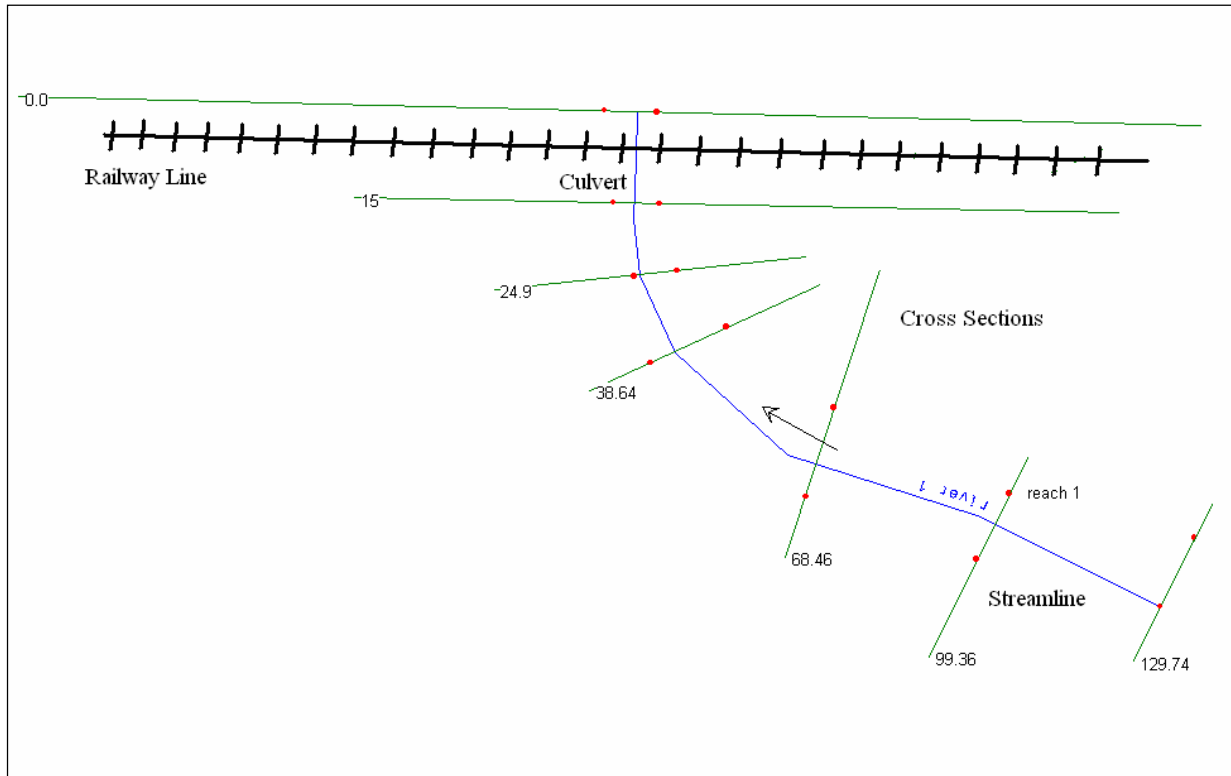 0.0
Railway Line
Culvert
15
24.9
Cross Sections
38.64
river 1
reach 1
68.46
Streamline
99.36
129.74